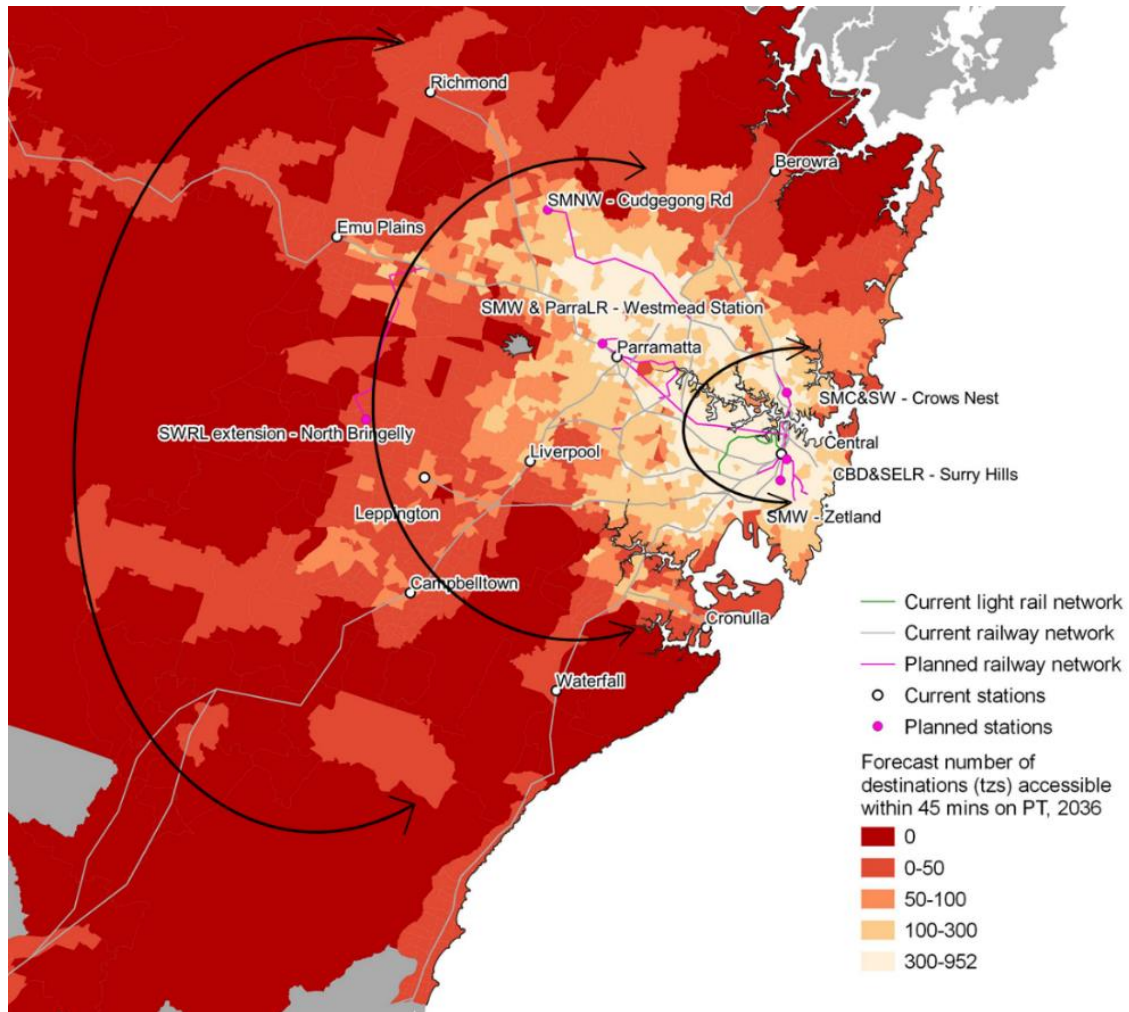 Richmond
Berowra
SMNW - Cudgegong Rd
Emu Plains
SMW & ParraLR - Westmead Station
Parramatta
SMC&SW - Crows Nest
SWRL extension - North Bringelly
Central
Liverpool
CBD&SELR - Surry Hills
Leppington
SMW - Zetland
Campbelltown
Cronulla
Waterfall
Current light rail network
Current railway network
Planned railway network
Current stations
Planned stations
Forecast number of
destinations (tzs) accessible
within 45 mins on PT, 2036
0
0-50
50-100
100-300
300-952